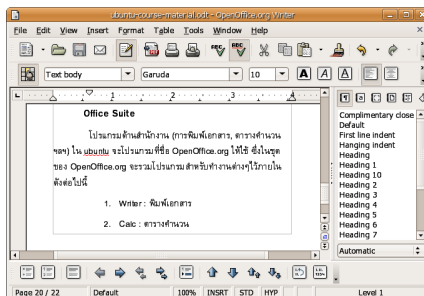 ubuntu-course-material.odt - OpenOffice.org Writer
File Edit View Insert Format Table Tools Window Help
Text body Garuda 10 A A A
Office Suite
โปรแกรมด้านสำนักงาน (การพิมพ์เอกสาร, ตารางคำนวน
ฯลฯ) ใน ubuntu จะโปรแกรมที่ชื่อ OpenOffice.org ให้ใช้ ซึ่งในชุด
ของ OpenOffice.org จะรวมโปรแกรมสำหรับทำงานต่างๆไว้ภายใน
ดังต่อไปนี้
1. Writer : พิมพ์เอกสาร
2. Calc : ตารางคำนวน
Complimentary close
Default
First line indent
Hanging indent
Heading
Heading 1
Heading 10
Heading 2
Heading 3
Heading 4
Heading 5
Heading 6
Heading 7
Automatic
Page 20 / 22 Default 100% INSRT STD HYP Level 1